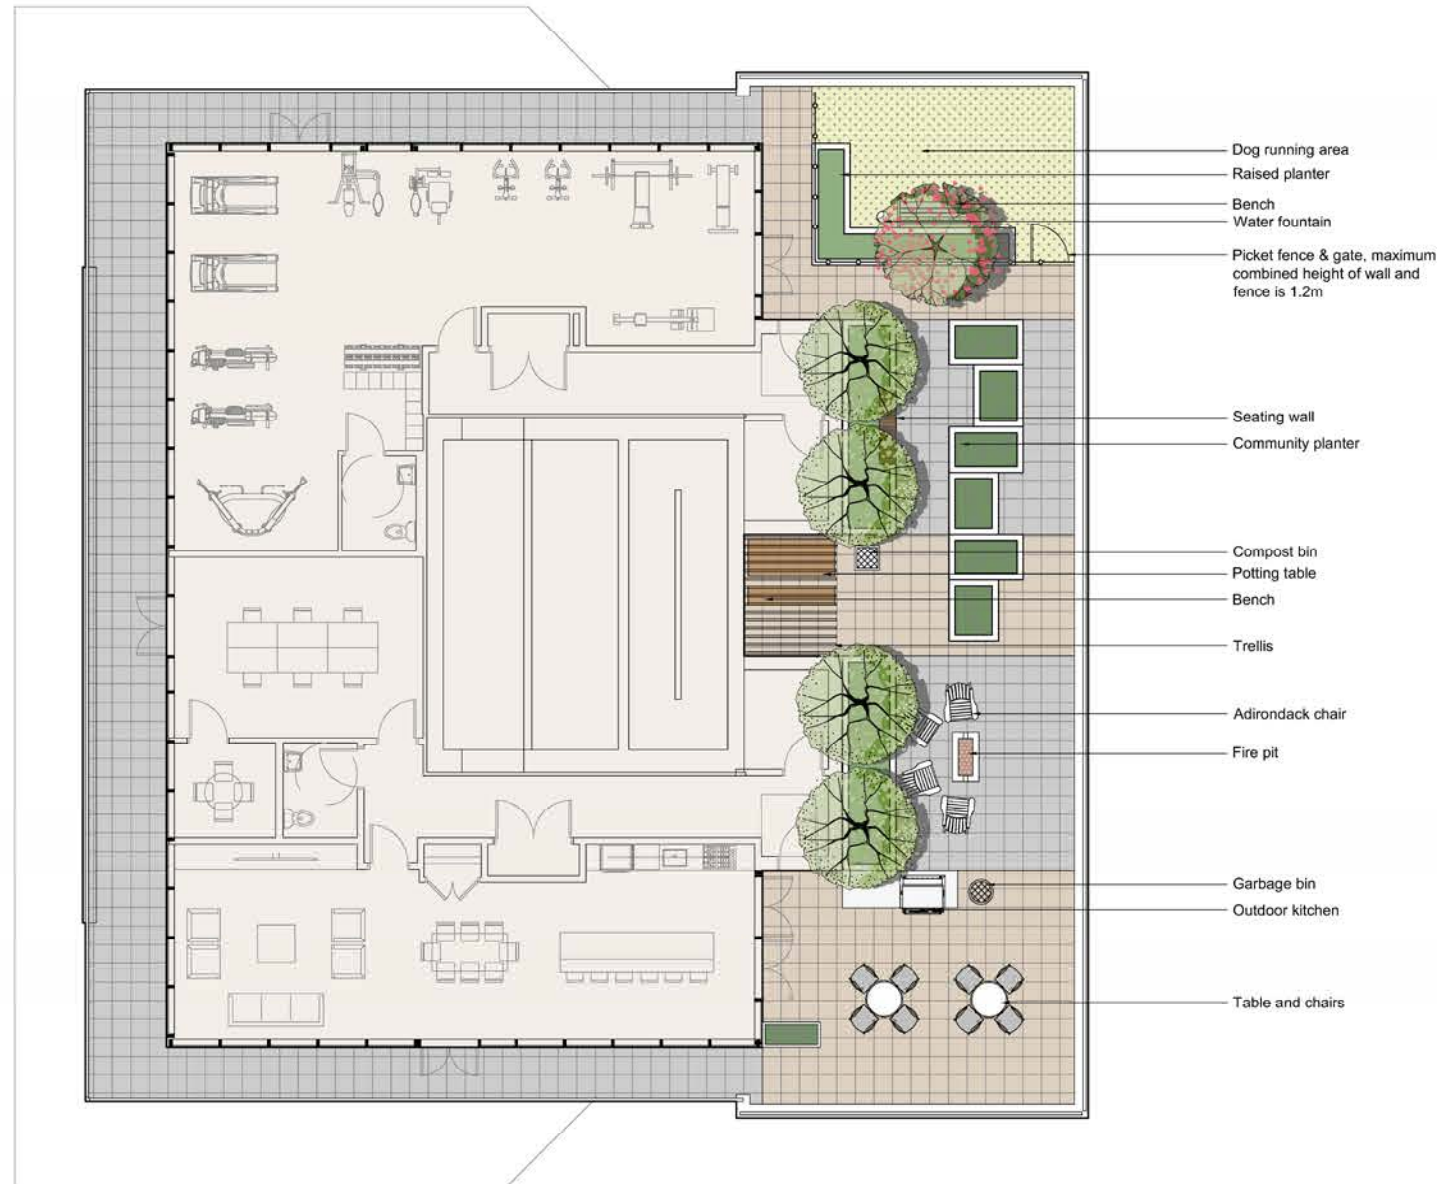 Dog running area
Raised planter
Bench
Water fountain
Picket fence & gate, maximum
combined height of wall and
fence is 1.2m
Seating wall
Community planter
Compost bin
Potting table
Bench
Trellis
Adirondack chair
Fire pit
Garbage bin
Outdoor kitchen
Table and chairs